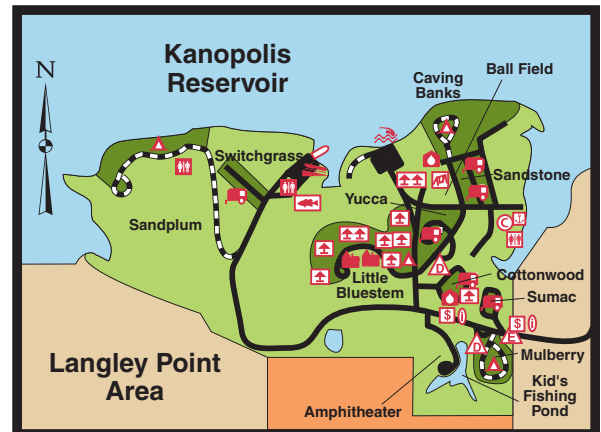 Kanopolis
Reservoir
N
Caving
Banks
Ball Field
Switchgrass
Sandstone
Yucca
Sandplum
C
D
Little
Bluestem
Cottonwood
Sumac
$ i
$ i
D
E
Mulberry
Langley Point
Area
Amphitheater
Kid's
Fishing
Pond